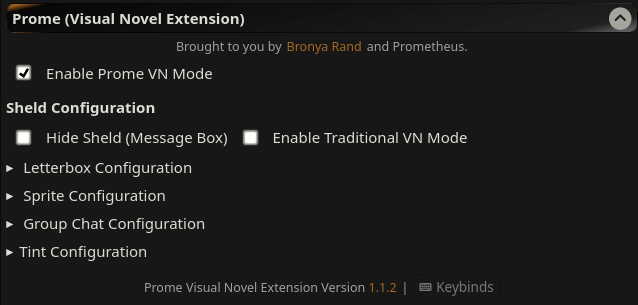 Prome (Visual Novel Extension)
Brought to you by Bronya Rand and Prometheus.
Enable Prome VN Mode
Sheld Configuration
Hide Sheld (Message Box) Enable Traditional VN Mode
Letterbox Configuration
Sprite Configuration
Group Chat Configuration
Tint Configuration
Prome Visual Novel Extension Version 1.1.2 | Keybinds